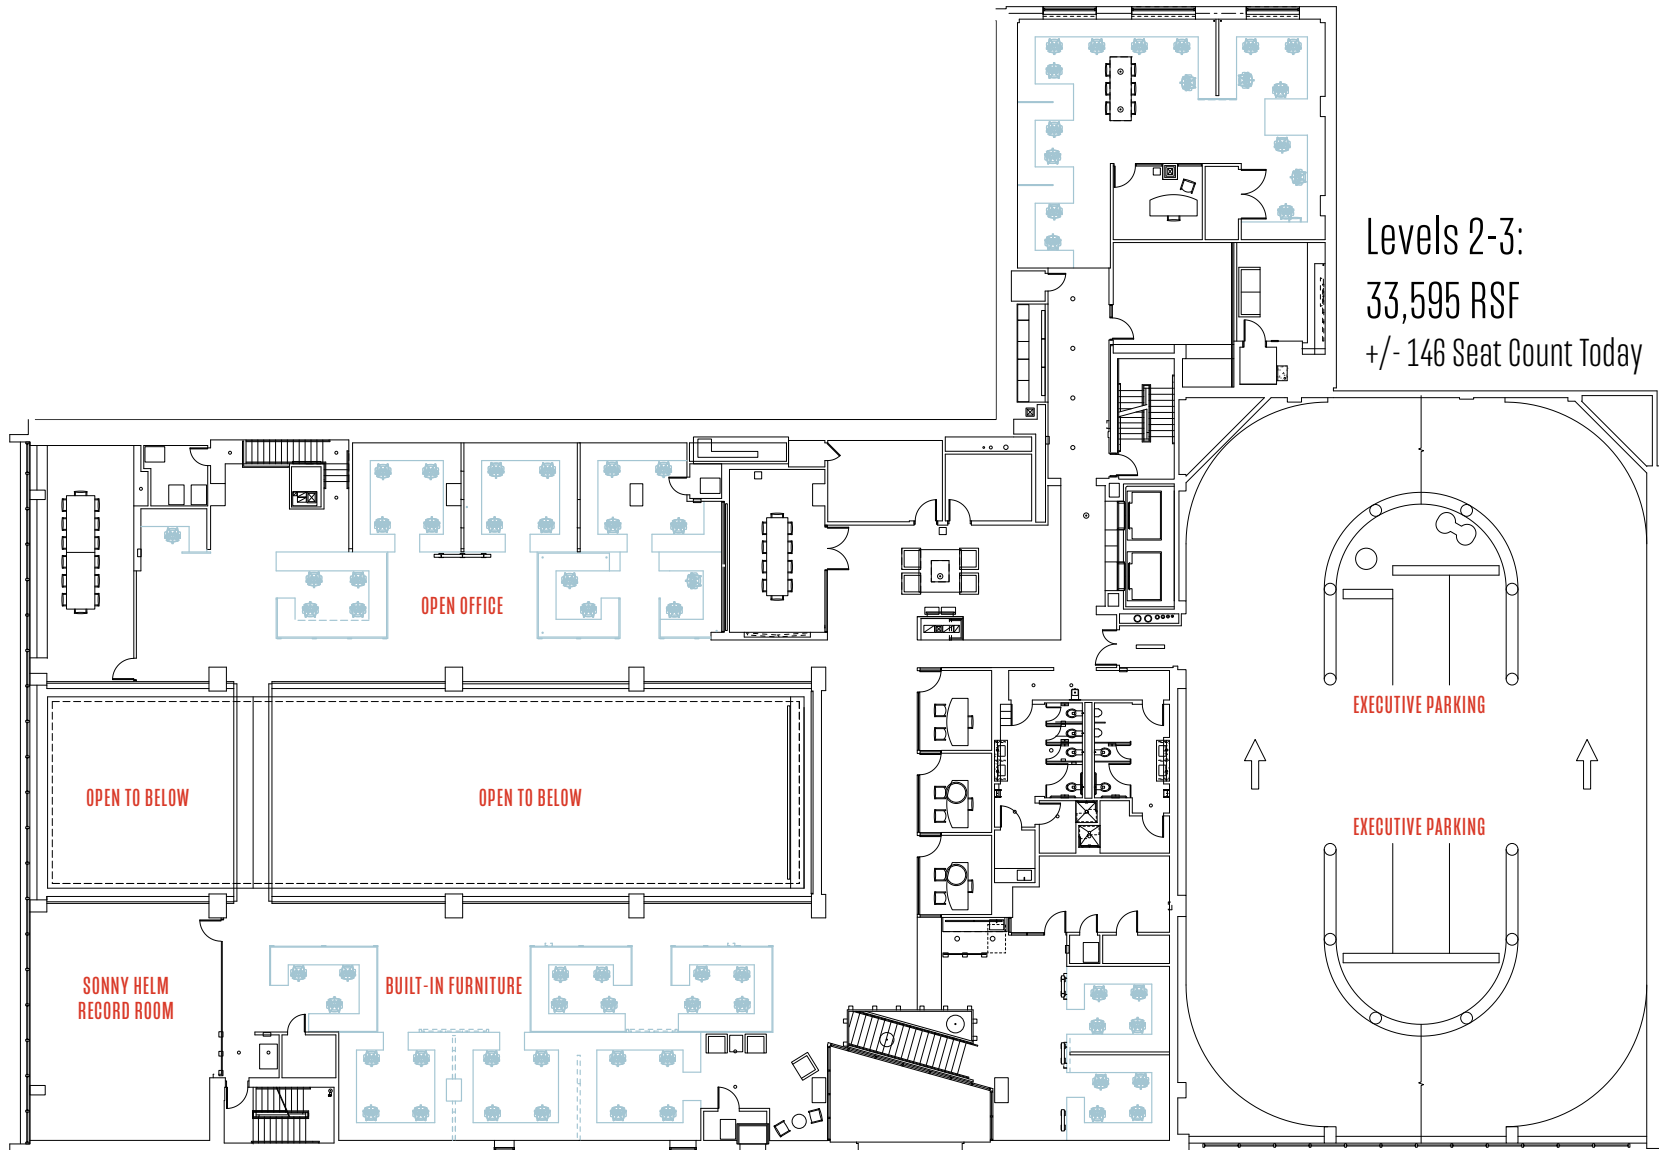 Levels 2-3:
33,595 RSF
+/- 146 Seat Count Today
OPEN OFFICE
EXECUTIVE PARKING
OPEN TO BELOW
OPEN TO BELOW
EXECUTIVE PARKING
SONNY HELM
RECORD ROOM
BUILT-IN FURNITURE